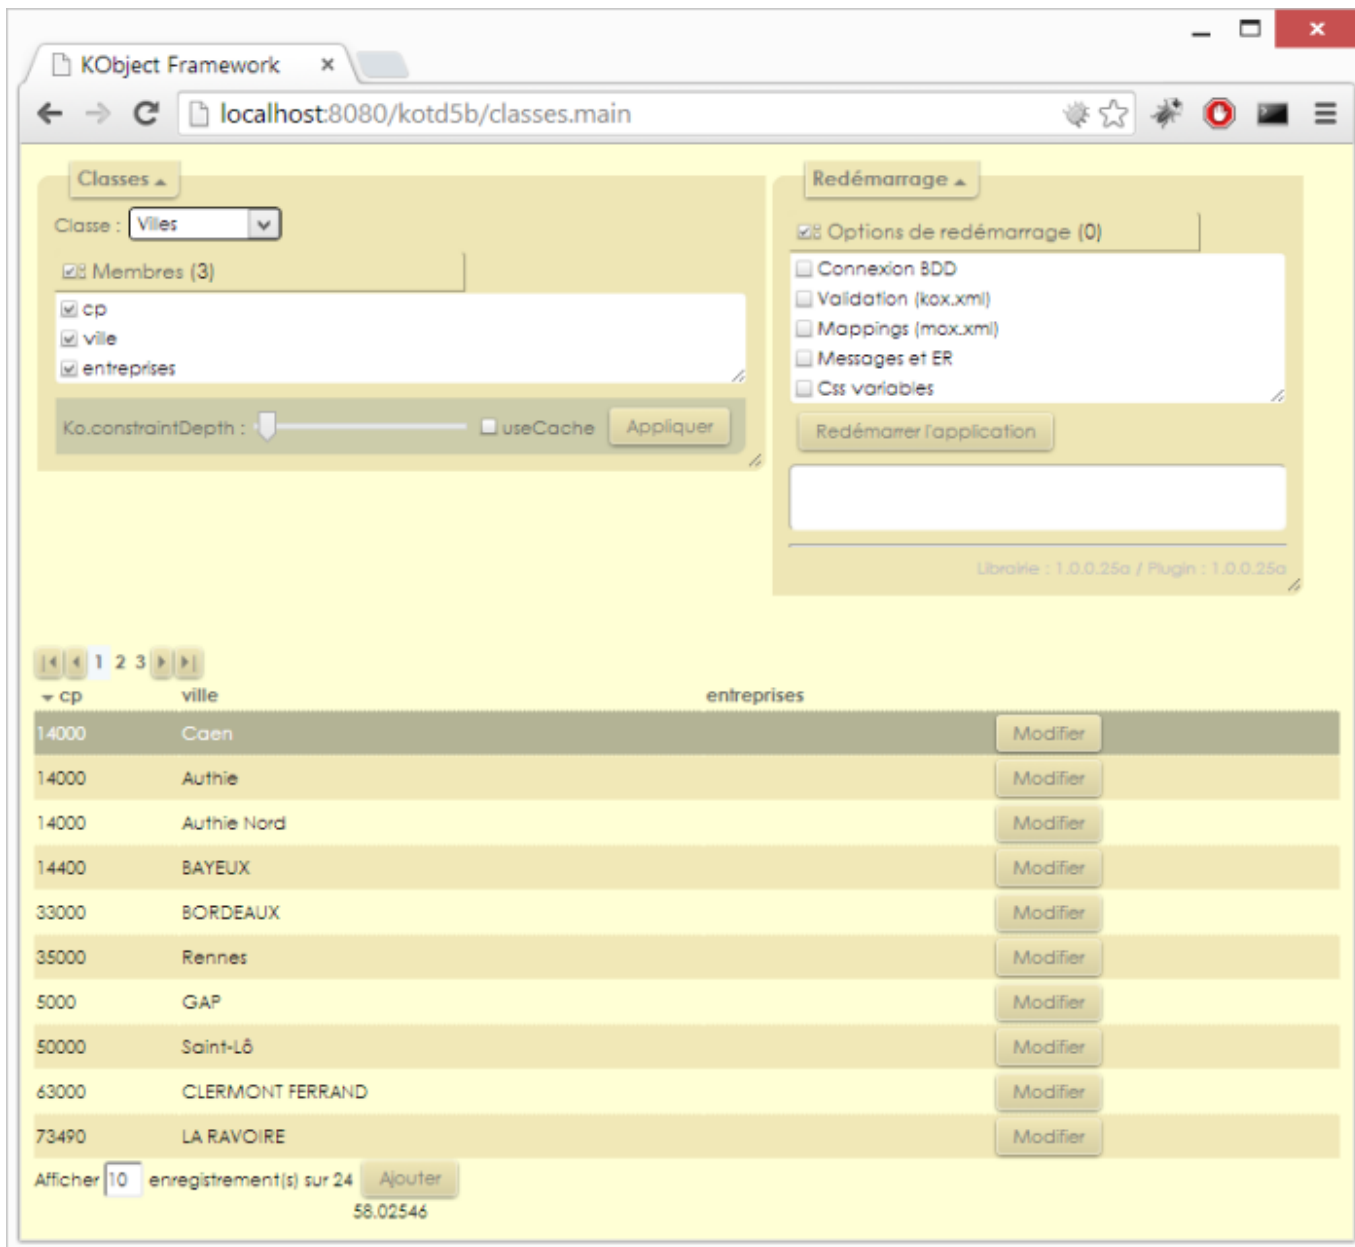 KObject Framework
localhost:8080/kotd5b/classes.main
Classes
Classe : Villes
Membres (3)
cp
ville
entreprises
Ko.constraintDepth : useCache Appliquer
Redémarrage
Options de redémarrage (0)
Connexion BDD
Validation (kox.xml)
Mappings (mox.xml)
Messages et ER
Css variables
Redémarrer l'application
Librairie : 1.0.0.25a / Plugin : 1.0.0.25a
1 2 3
cp ville entreprises
14000 Caen Modifier
14000 Authie Modifier
14000 Authie Nord Modifier
14400 BAYEUX Modifier
33000 BORDEAUX Modifier
35000 Rennes Modifier
5000 GAP Modifier
50000 Saint-Lô Modifier
63000 CLERMONT FERRAND Modifier
73490 LA RAVOIRE Modifier
Afficher 10 enregistrement(s) sur 24 Ajouter
58.02546